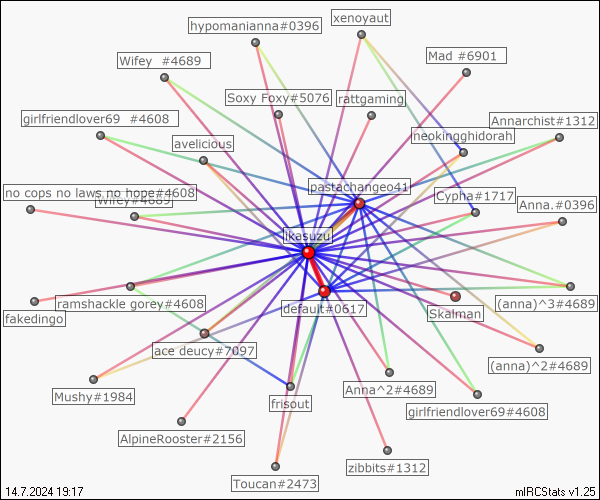 xenoyaut
hypomanianna#0396
Mad #6901
Wifey #4689
Soxy Foxy#5076
rattgaming
girlfriendlover69 #4608
Annarchist#1312
neokingghidorah
avelicious
pastachangeo41
no cops no laws no hope#4608
Cypha#1717
Wifey#4689
Anna.#0396
likasuzu
ramshackle gorey#4608
(anna)^3#4689
default#0617
Skalman
fakedingo
ace deucy#7097
(anna)^2#4689
Anna^2#4689
Mushy#1984
frisout
girlfriendlover69#4608
AlpineRooster#2156
zibbits#1312
Toucan#2473
14.7.2024 19:17
mIRCStats v1.25